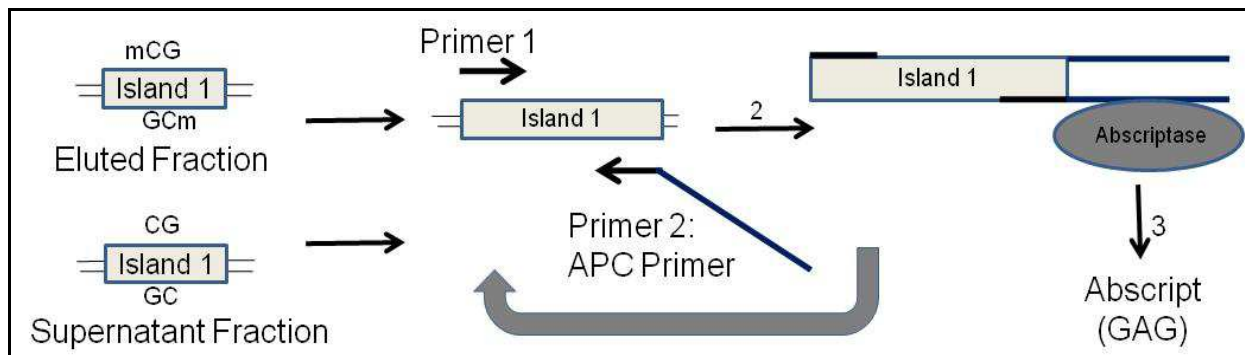 mCG
Island 1
GCm
Eluted Fraction
CG
Island 1
GC
Supernatant Fraction
Primer 1
Island 1
Primer 2:
APC Primer
2
Island 1
Abscriptase
3
Abscript
(GAG)